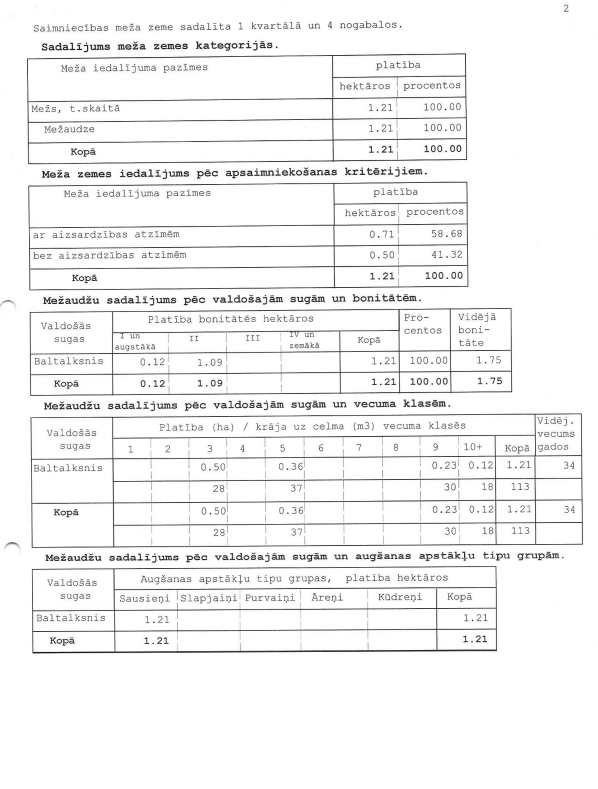 2
Saimniecības meža zeme sadalīta 1 kvartālā un 4 nogabalos.
Sadalījums meža zemes kategorijās.
Meža iedalījuma pazīmes platība
hektāros procentos
Mežs, t.skaitā 1.21 100.00
Mežaudze 1.21 100.00
Kopā 1.21 100.00
Meža zemes iedalījums pēc apsaimniekošanas kritērijiem.
Meža iedalījuma pazīmes platība
hektāros procentos
ar aizsardzības atzīmēm 0.71 58.68
bez aizsardzības atzīmēm 0.50 41.32
Kopā 1.21 100.00
Mežaudžu sadalījums pēc valdošajām sugām un bonitātēm.
Valdošās sugas Platība bonitātēs hektāros Pro- centos Vidējā boni- tāte
I un augstākā II III IV un zemākā Kopā
Baltalksnis 0.12 1.09 1.21 100.00 1.75
Kopā 0.12 1.09 1.21 100.00 1.75
Mežaudžu sadalījums pēc valdošajām sugām un vecuma klasēm.
Valdošās sugas Platība (ha) / krāja uz celma (m3) vecuma klasēs Vidēj. vecums gados
1 2 3 4 5 6 7 8 9 10+ Kopā
Baltalksnis 0.50 0.36 0.23 0.12 1.21 34
28 37 30 18 113
Kopā 0.50 0.36 0.23 0.12 1.21 34
28 37 30 18 113
Mežaudžu sadalījums pēc valdošajām sugām un augšanas apstākļu tipu grupām.
Valdošās sugas Augšanas apstākļu tipu grupas, platība hektāros
Sausieņi Slapjaiņi Purvaiņi Āreņi Kūdreņi Kopā
Baltalksnis 1.21 1.21
Kopā 1.21 1.21